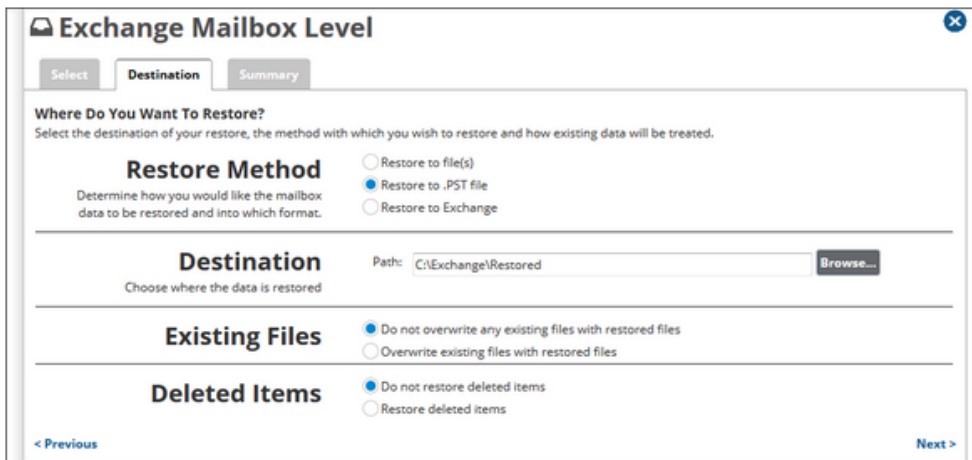 Exchange Mailbox Level
Select Destination Summary
Where Do You Want To Restore?
Select the destination of your restore, the method with which you wish to restore and how existing data will be treated.
Restore Method
Determine how you would like the mailbox
data to be restored and into which format.
Restore to file(s)
Restore to .PST file
Restore to Exchange
Destination
Choose where the data is restored
Path: C:\Exchange\Restored Browse...
Existing Files
Do not overwrite any existing files with restored files
Overwrite existing files with restored files
Deleted Items
Do not restore deleted items
Restore deleted items
< Previous Next >